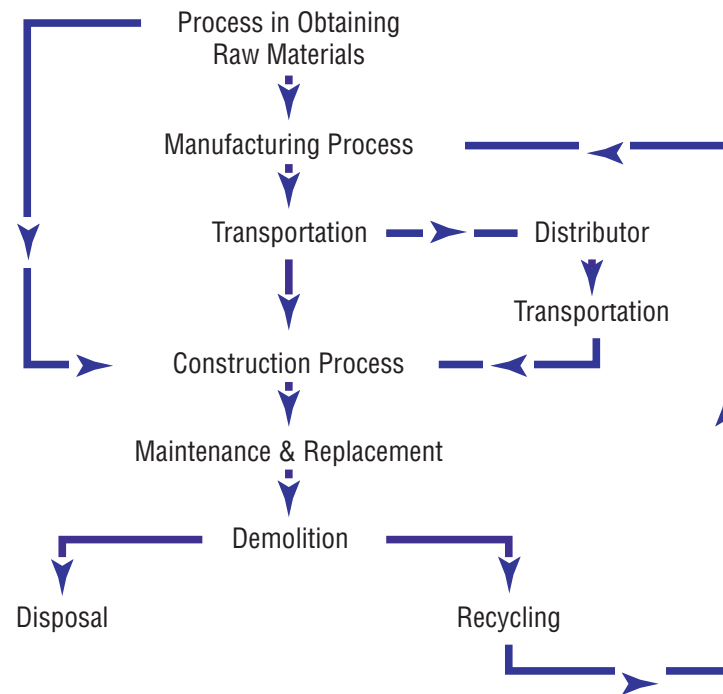 Process in Obtaining
Raw Materials
Manufacturing Process
Transportation
Distributor
Transportation
Construction Process
Maintenance & Replacement
Demolition
Disposal
Recycling